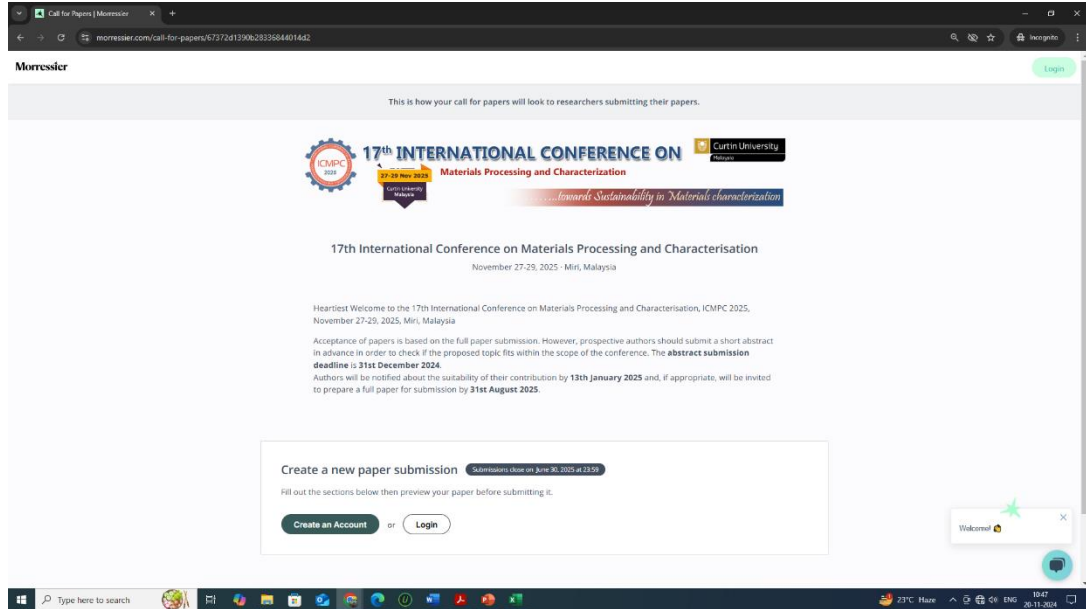 Call for Papers | Morressier
morressier.com/call-for-papers/67372d1390b28336844014d2
Incognito
Morressier
Login
This is how your call for papers will look to researchers submitting their papers.
ICMPC
2025
17th INTERNATIONAL CONFERENCE ON
Materials Processing and Characterization
27-29 Nov 2025
Curtin University
Malaysia
Curtin University
Malaysia
.....towards Sustainability in Materials characterization
17th International Conference on Materials Processing and Characterisation
November 27-29, 2025 · Miri, Malaysia
Heartiest Welcome to the 17th International Conference on Materials Processing and Characterisation, ICMPC 2025,
November 27-29, 2025, Miri, Malaysia
Acceptance of papers is based on the full paper submission. However, prospective authors should submit a short abstract
in advance in order to check if the proposed topic fits within the scope of the conference. The abstract submission
deadline is 31st December 2024.
Authors will be notified about the suitability of their contribution by 13th January 2025 and, if appropriate, will be invited
to prepare a full paper for submission by 31st August 2025.
Create a new paper submission Submissions close on June 30, 2025 at 23:59
Fill out the sections below then preview your paper before submitting it.
Create an Account or Login
Welcome!
Type here to search
23°C Haze
ENG
10:47
20-11-2024